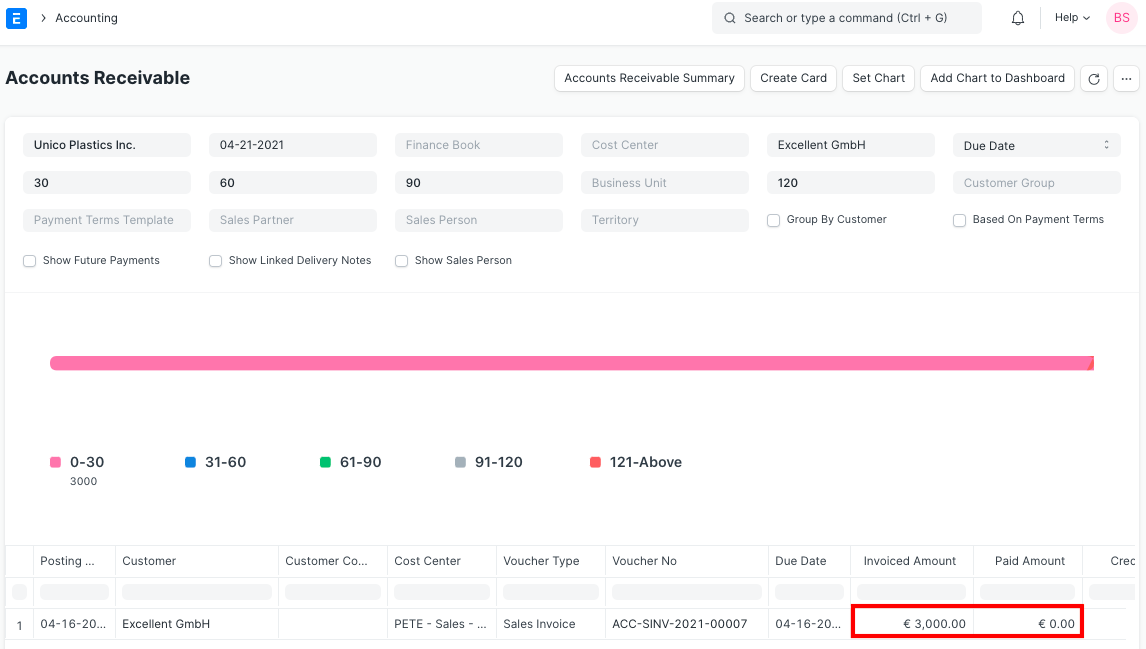 E > Accounting Search or type a command (Ctrl + G) Help BS
Accounts Receivable Accounts Receivable Summary Create Card Set Chart Add Chart to Dashboard ...
Unico Plastics Inc. 04-21-2021 Finance Book Cost Center Excellent GmbH Due Date
30 60 90 Business Unit 120 Customer Group
Payment Terms Template Sales Partner Sales Person Territory Group By Customer Based On Payment Terms
Show Future Payments Show Linked Delivery Notes Show Sales Person
0-30 31-60 61-90 91-120 121-Above
3000
Posting ... Customer Customer Co... Cost Center Voucher Type Voucher No Due Date Invoiced Amount Paid Amount Crec
1 04-16-20... Excellent GmbH PETE - Sales - ... Sales Invoice ACC-SINV-2021-00007 04-16-20... € 3,000.00 € 0.00